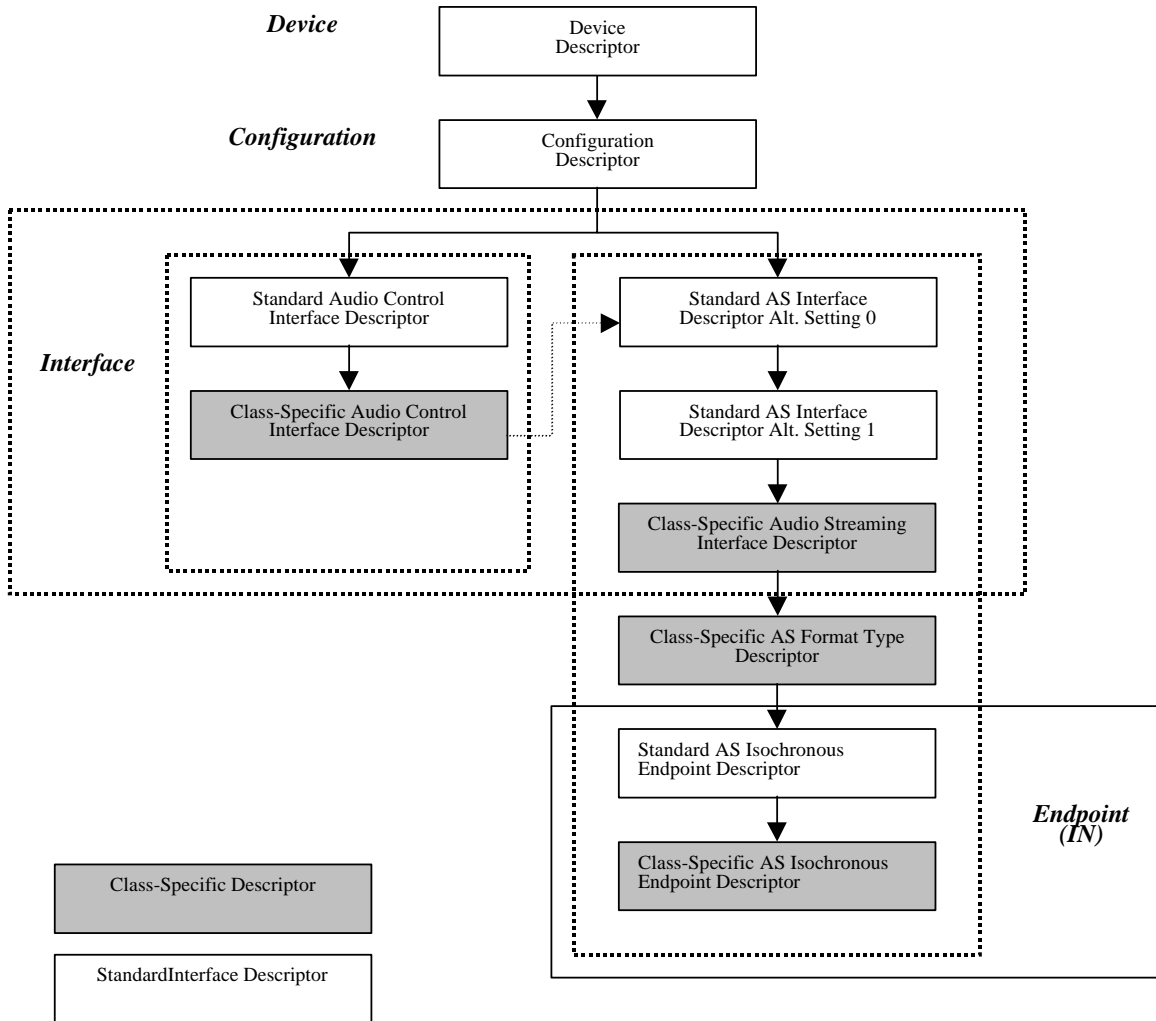 Device
Device
Descriptor
Configuration
Configuration
Descriptor
Standard Audio Control
Interface Descriptor
Standard AS Interface
Descriptor Alt. Setting 0
Interface
Class-Specific Audio Control
Interface Descriptor
Standard AS Interface
Descriptor Alt. Setting 1
Class-Specific Audio Streaming
Interface Descriptor
Class-Specific AS Format Type
Descriptor
Standard AS Isochronous
Endpoint Descriptor
Endpoint
(IN)
Class-Specific AS Isochronous
Endpoint Descriptor
Class-Specific Descriptor
StandardInterface Descriptor